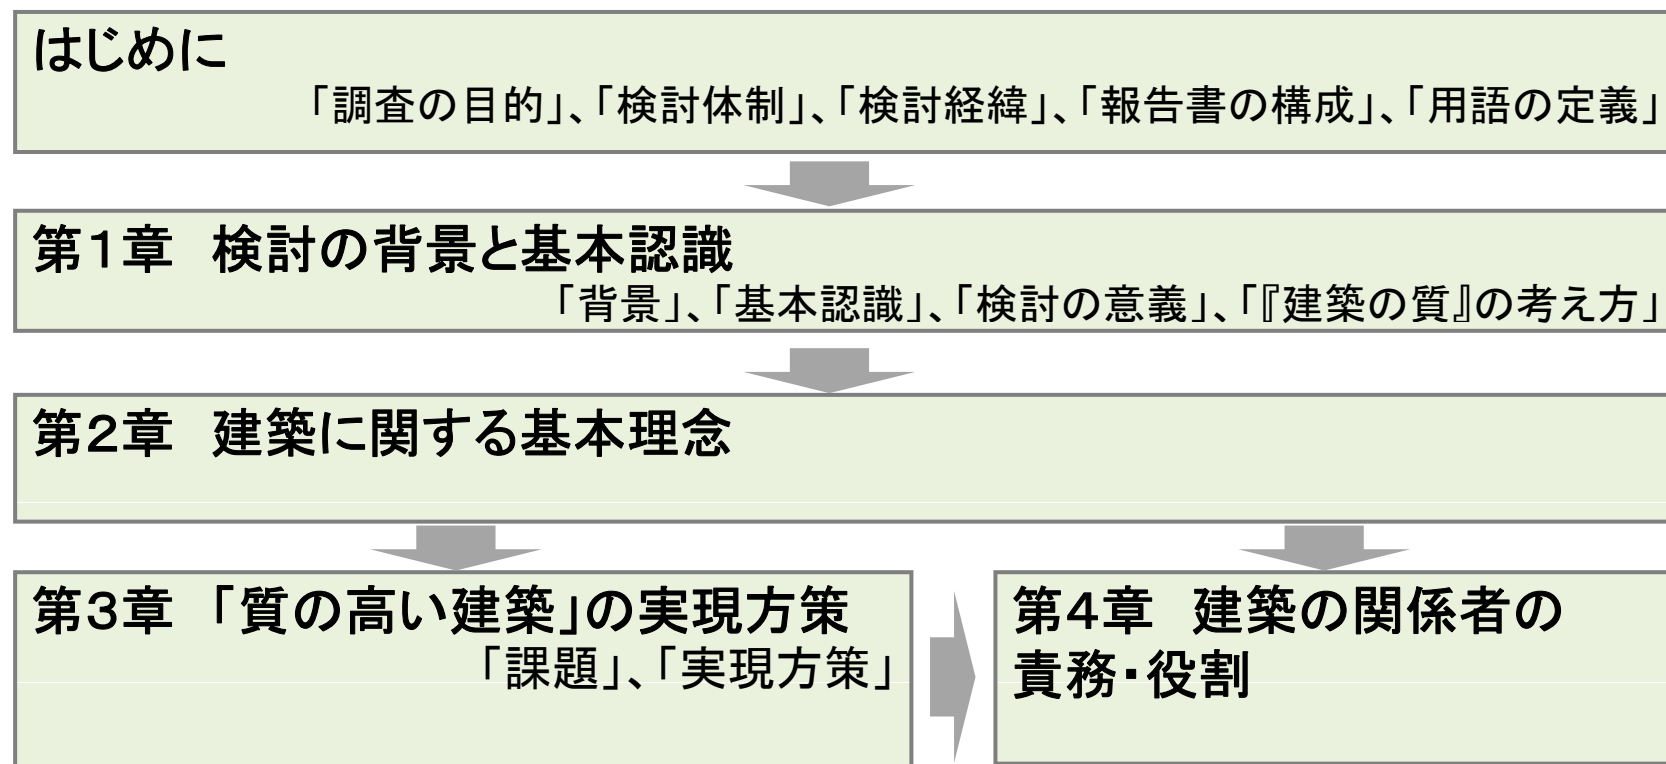 はじめに
「調査の目的」、「検討体制」、「検討経緯」、「報告書の構成」、「用語の定義」
第1章　検討の背景と基本認識
「背景」、「基本認識」、「検討の意義」、「『建築の質』の考え方」
第2章　建築に関する基本理念
第3章　「質の高い建築」の実現方策
「課題」、「実現方策」
第4章　建築の関係者の
責務・役割